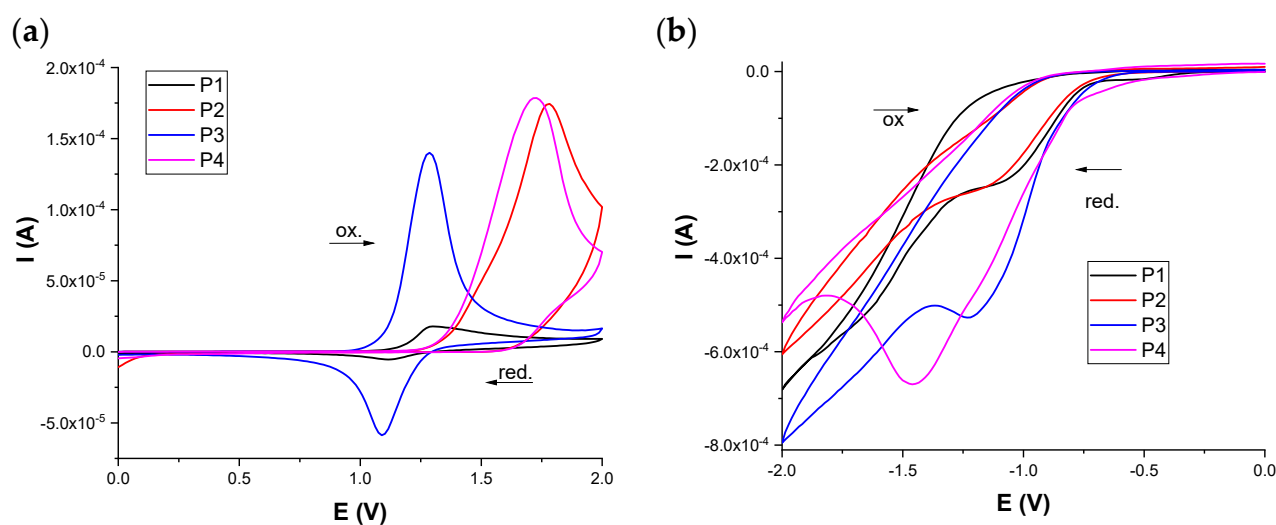 (a)
2.0x10⁻⁴
1.5x10⁻⁴
1.0x10⁻⁴
5.0x10⁻⁵
0.0
-5.0x10⁻⁵
I (A)
P1
P2
P3
P4
ox.
red.
0.0
0.5
1.0
1.5
2.0
E (V)
(b)
0.0
-2.0x10⁻⁴
-4.0x10⁻⁴
-6.0x10⁻⁴
-8.0x10⁻⁴
I (A)
ox
red.
P1
P2
P3
P4
-2.0
-1.5
-1.0
-0.5
0.0
E (V)